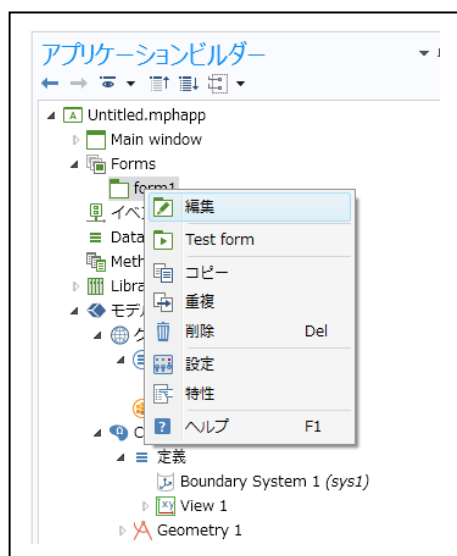 アプリケーションビルダー
Untitled.mphapp
Main window
Forms
form1
編集
Test form
Data
コピー
重複
削除 Del
設定
特性
ヘルプ F1
定義
Boundary System 1 (sys1)
View 1
Geometry 1